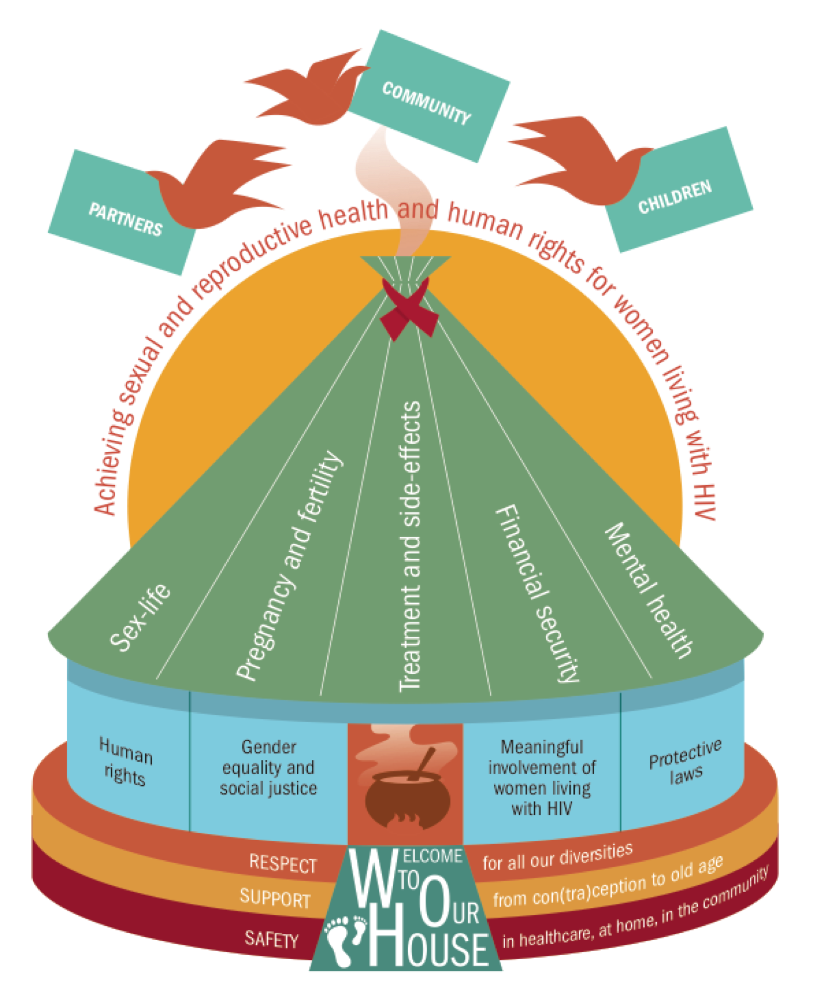 COMMUNITY
PARTNERS
CHILDREN
Achieving sexual and reproductive health and human rights for women living with HIV
Sex-life
Pregnancy and fertility
Treatment and side-effects
Financial security
Mental health
Human
rights
Gender
equality and
social justice
Meaningful
involvement of
women living
with HIV
Protective
laws
RESPECT
for all our diversities
SUPPORT
from con(tra)ception to old age
SAFETY
in healthcare, at home, in the community
WELCOME
TO OUR
HOUSE